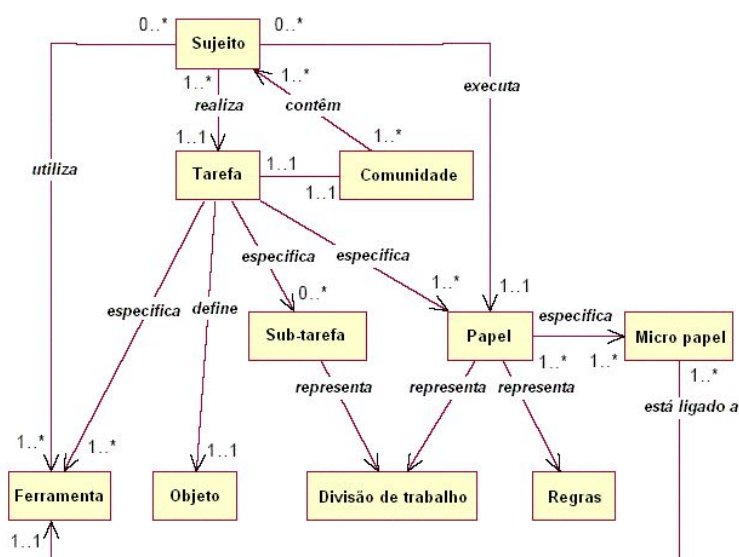 0..*
Sujeito
0..*
1..*
1..*
executa
realiza
contêm
1..1
1..*
utiliza
Tarefa
1..1
1..1
Comunidade
especifica
especifica
especifica
define
0..*
1..*
1..1
Sub-tarefa
Papel
especifica
Micro papel
1..*
1..*
1..*
representa
representa
representa
está ligado a
1..*
1..*
1..1
Ferramenta
Objeto
Divisão de trabalho
Regras
1..1